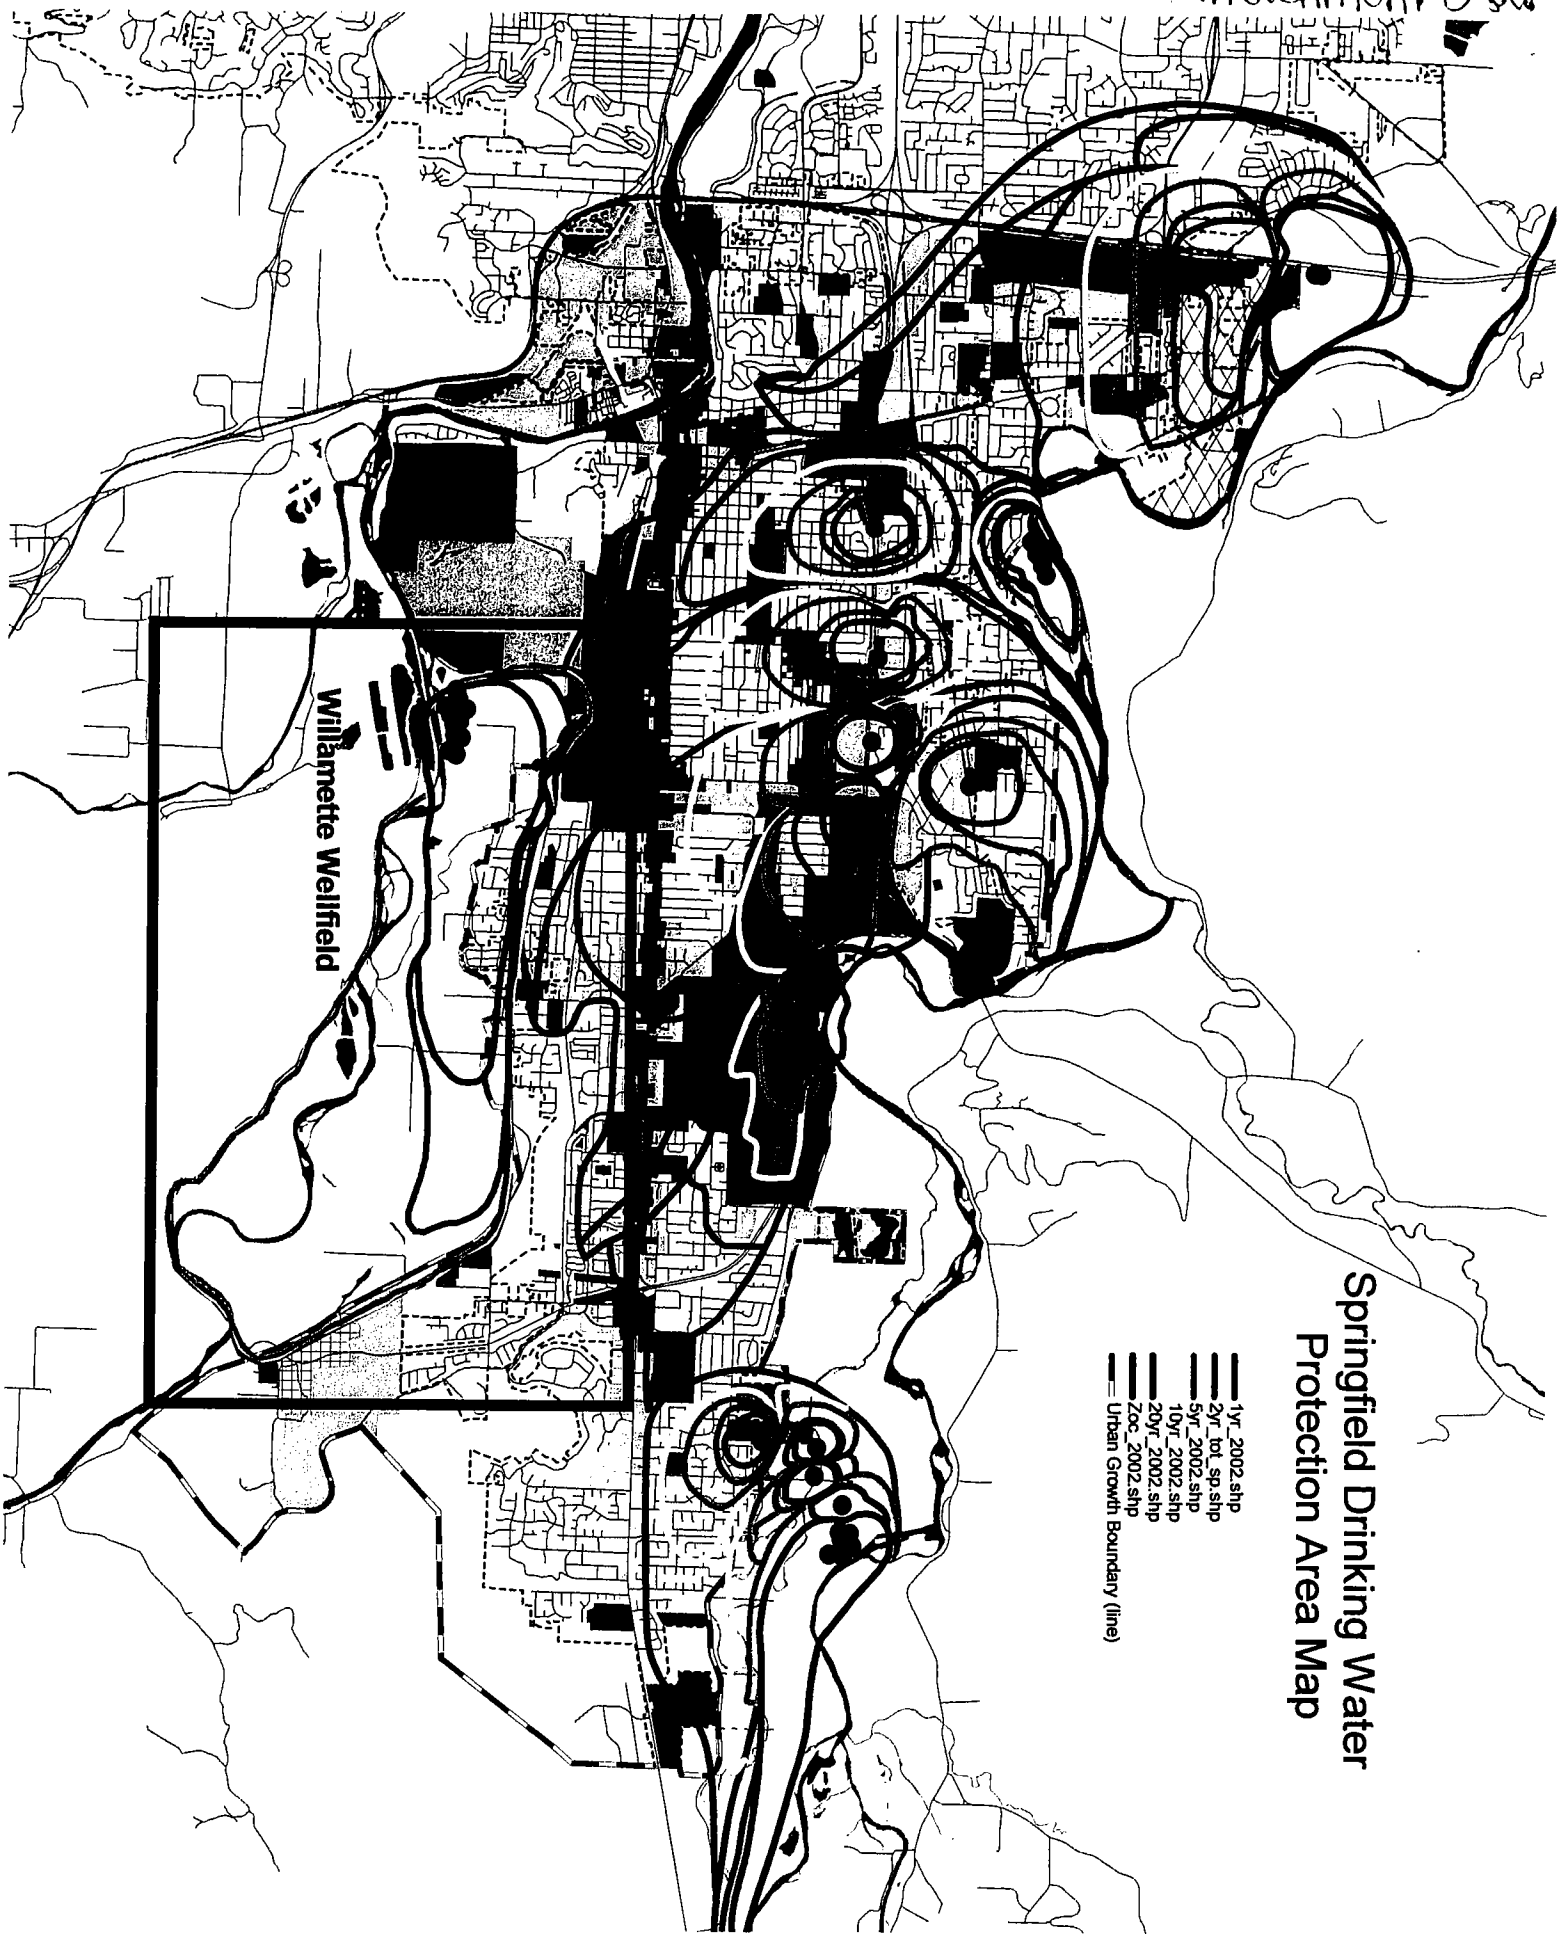 Springfield Drinking Water
Protection Area Map
1yr_2002.shp
2yr_tot_sp.shp
5yr_2002.shp
10yr_2002.shp
20yr_2002.shp
Zoc_2002.shp
Urban Growth Boundary (line)
Willamette Wellfield